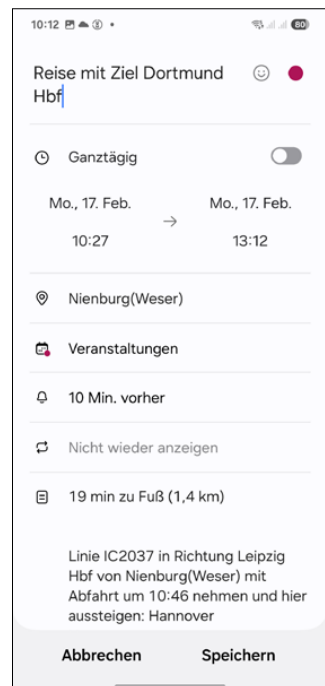 10:12
80
Reise mit Ziel Dortmund
Hbf
Ganztägig
Mo., 17. Feb.
Mo., 17. Feb.
10:27
13:12
Nienburg(Weser)
Veranstaltungen
10 Min. vorher
Nicht wieder anzeigen
19 min zu Fuß (1,4 km)
Linie IC2037 in Richtung Leipzig
Hbf von Nienburg(Weser) mit
Abfahrt um 10:46 nehmen und hier
aussteigen: Hannover
Abbrechen
Speichern